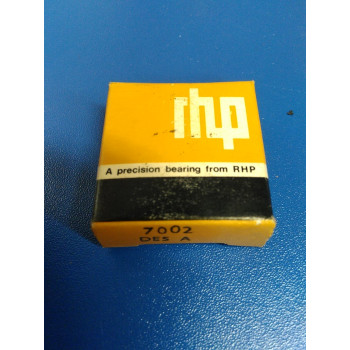 rhp
A precision bearing from RHP
7002
DES A